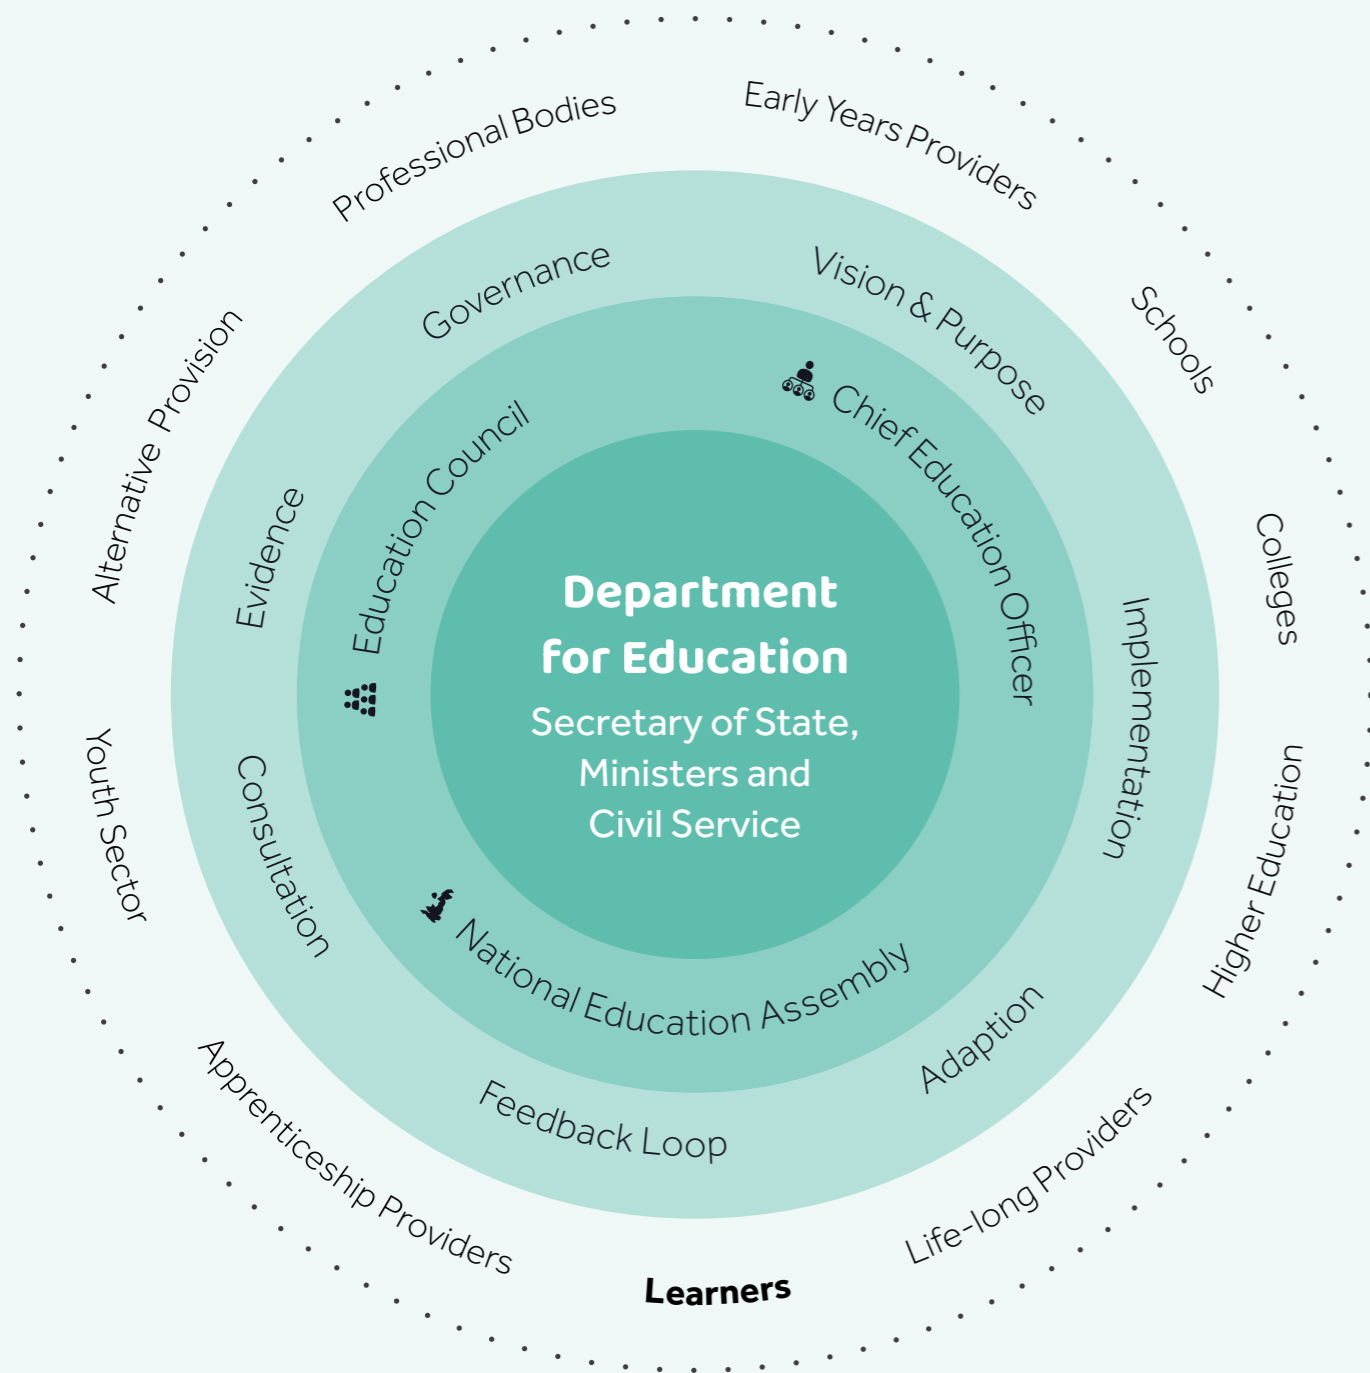 Department
for Education
Secretary of State,
Ministers and
Civil Service
Chief Education Officer
National Education Assembly
Education Council
Vision & Purpose
Implementation
Adaption
Feedback Loop
Consultation
Evidence
Governance
Early Years Providers
Schools
Colleges
Higher Education
Life-long Providers
Learners
Apprenticeship Providers
Youth Sector
Alternative Provision
Professional Bodies